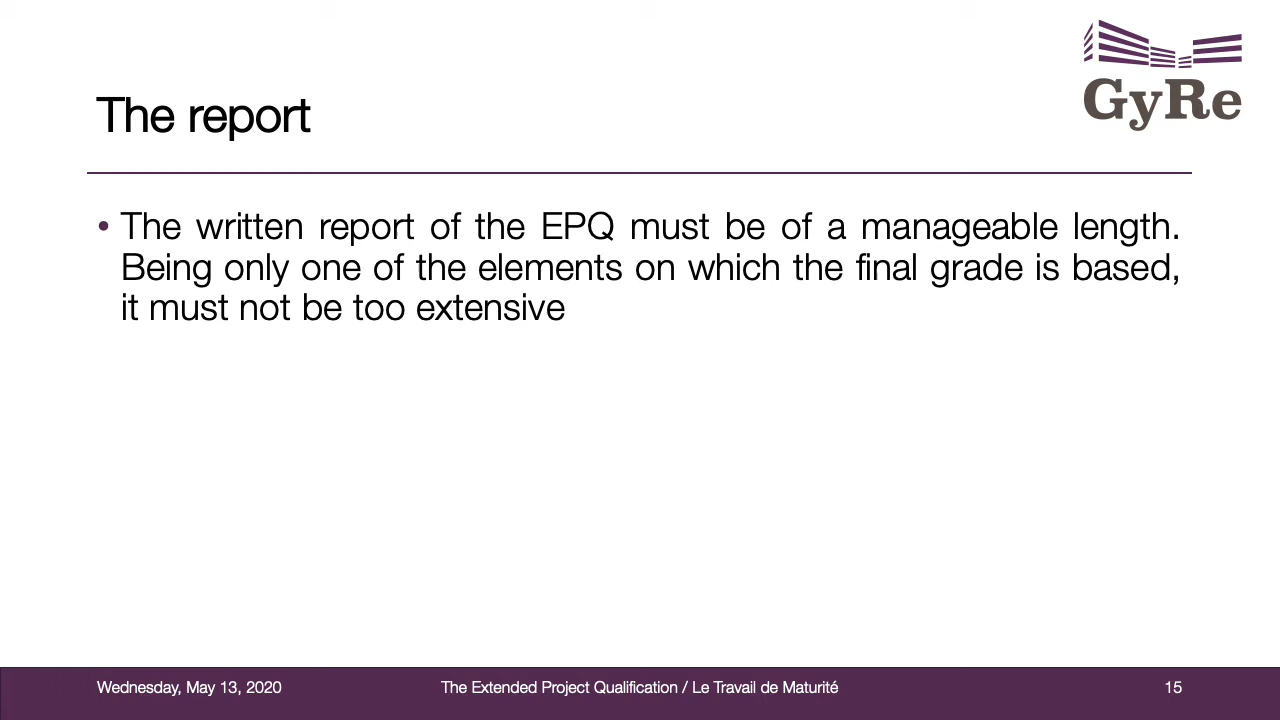 GyRe
The report
• The written report of the EPQ must be of a manageable length.
Being only one of the elements on which the final grade is based,
it must not be too extensive
Wednesday, May 13, 2020
The Extended Project Qualification / Le Travail de Maturité
15